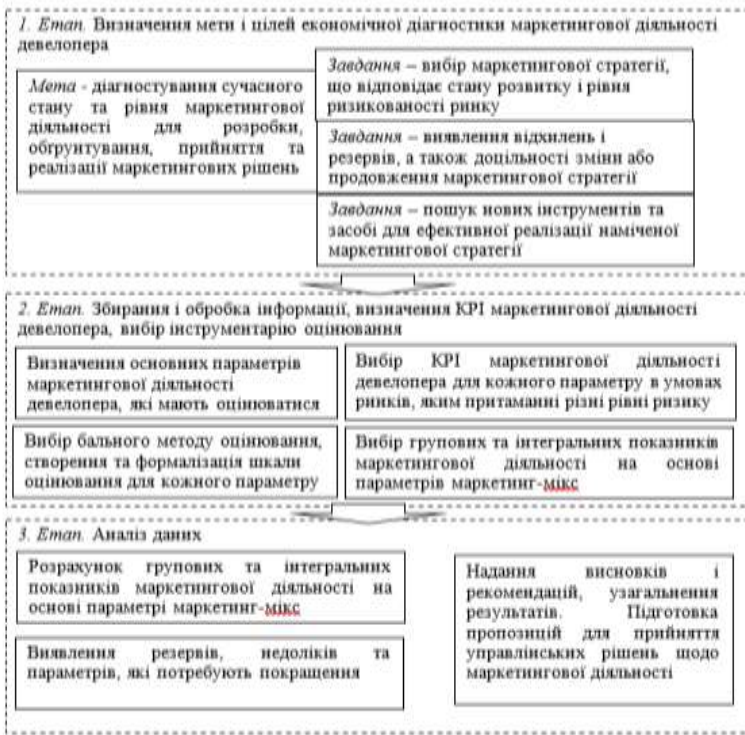 1. Етап. Визначення мети і цілей економічної діагностики маркетингової діяльності
девелопера
Мета - діагностування сучасного
стану та рівня маркетингової
діяльності для розробки,
обгрунтування, прийняття та
реалізації маркетингових рішень
Завдання – вибір маркетингової стратегії,
що відповідає стану розвитку і рівня
ризикованості ринку
Завдання – виявлення відхилень і
резервів, а також доцільності зміни або
продовження маркетингової стратегії
Завдання – пошук нових інструментів та
засобі для ефективної реалізації наміченої
маркетингової стратегії
2. Етап. Збирання і обробка інформації, визначення KPI маркетингової діяльності
девелопера, вибір інструментарію оцінювання
Визначення основних параметрів
маркетингової діяльності
девелопера, які мають оцінюватися
Вибір KPI маркетингової діяльності
девелопера для кожного параметру в умовах
ринків, яким притаманні різні рівні ризику
Вибір бального методу оцінювання,
створення та формалізація шкали
оцінювання для кожного параметру
Вибір групових та інтегральних показників
маркетингової діяльності на основі
параметрів маркетинг-мікс
3. Етап. Аналіз даних
Розрахунок групових та інтегральних
показників маркетингової діяльності на
основі параметрі маркетинг-мікс
Виявлення резервів, недоліків та
параметрів, які потребують покращення
Надання висновків і
рекомендацій, узагальнення
результатів. Підготовка
пропозицій для прийняття
управлінських рішень щодо
маркетингової діяльності